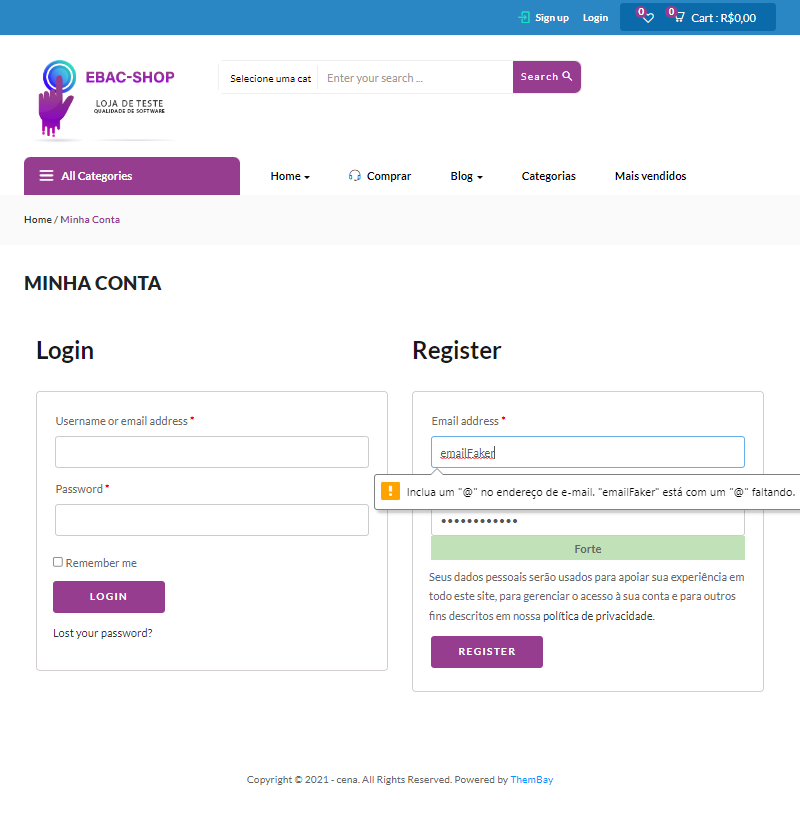 Sign up Login 0 0 Cart : R$0,00
EBAC-SHOP
LOJA DE TESTE
QUALIDADE DE SOFTWARE
Selecione uma cat Enter your search ... Search
All Categories Home Comprar Blog Categorias Mais vendidos
Home / Minha Conta
MINHA CONTA
Login
Username or email address *
Password *
Remember me
LOGIN
Lost your password?
Register
Email address *
emailFaker
! Inclua um "@" no endereço de e-mail. "emailFaker" está com um "@" faltando.
••••••••••••
Forte
Seus dados pessoais serão usados para apoiar sua experiência em
todo este site, para gerenciar o acesso à sua conta e para outros
fins descritos em nossa política de privacidade.
REGISTER
Copyright © 2021 - cena. All Rights Reserved. Powered by ThemBay